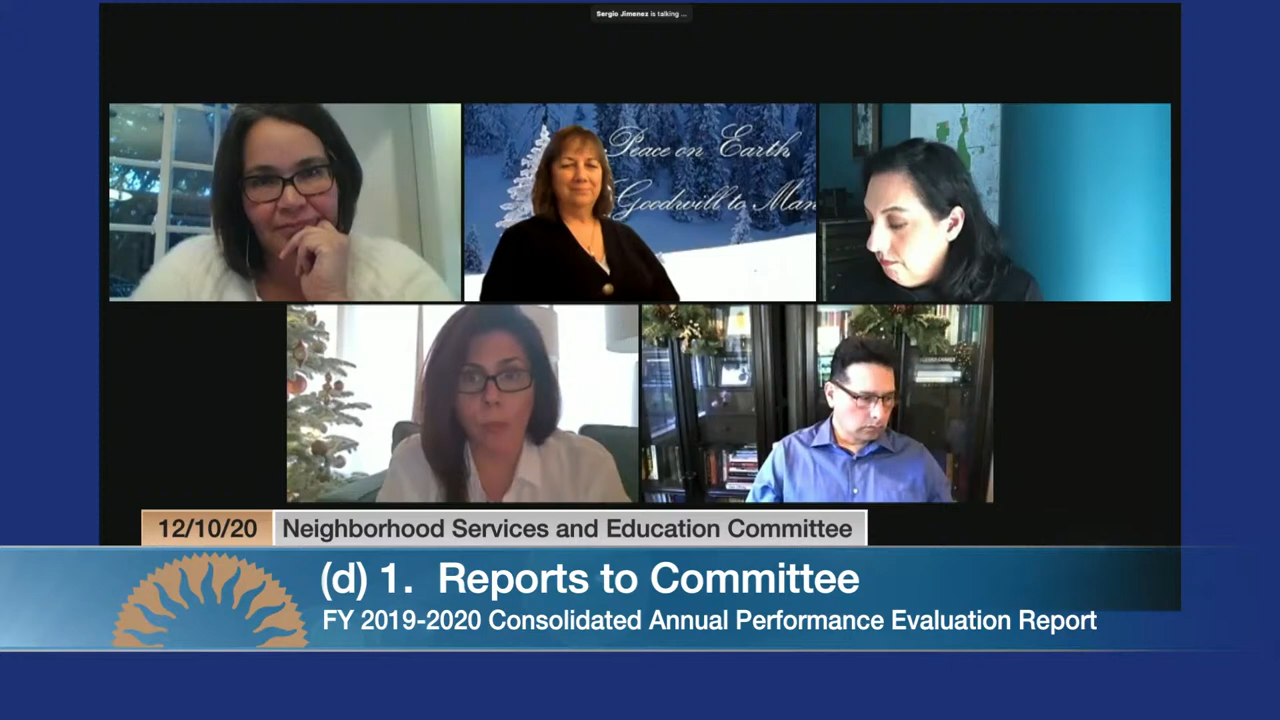 Sergio Jimenez is talking ...
Peace on Earth
Goodwill to Man
12/10/20
Neighborhood Services and Education Committee
(d) 1. Reports to Committee
FY 2019-2020 Consolidated Annual Performance Evaluation Report